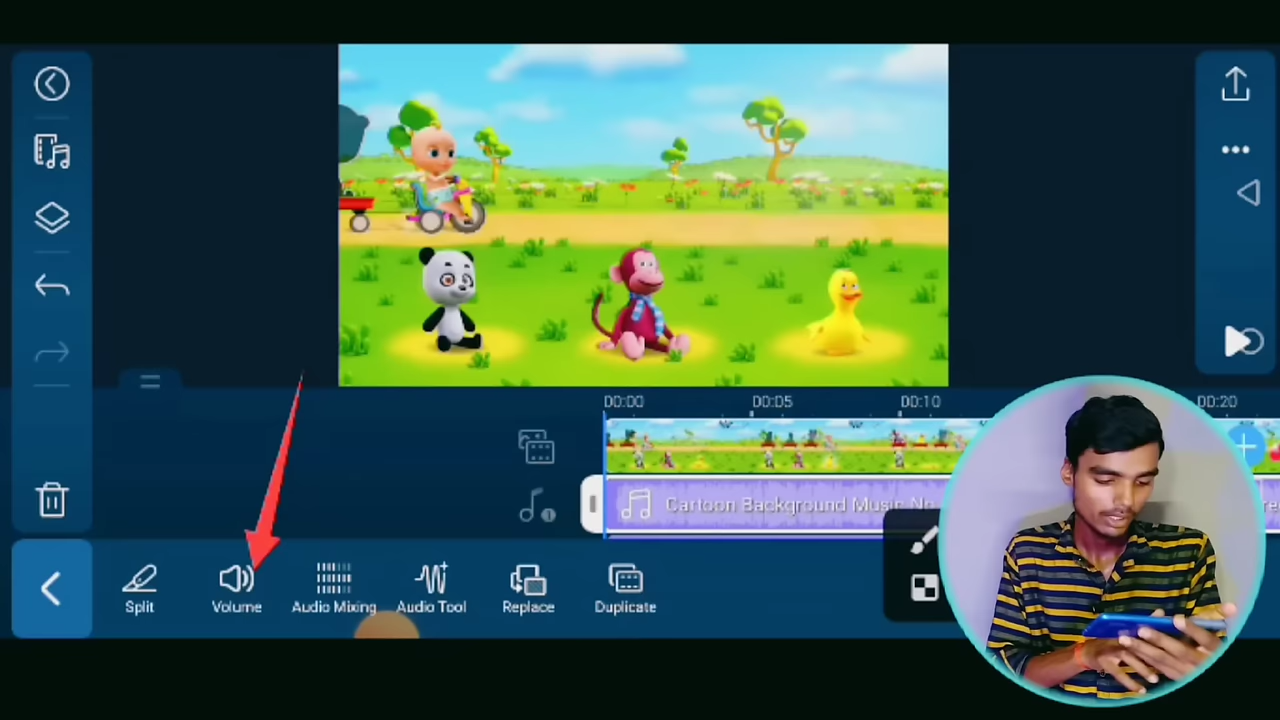 00:00
00:05
00:10
00:20
Cartoon Background Music No
Split
Volume
Audio Mixing
Audio Tool
Replace
Duplicate